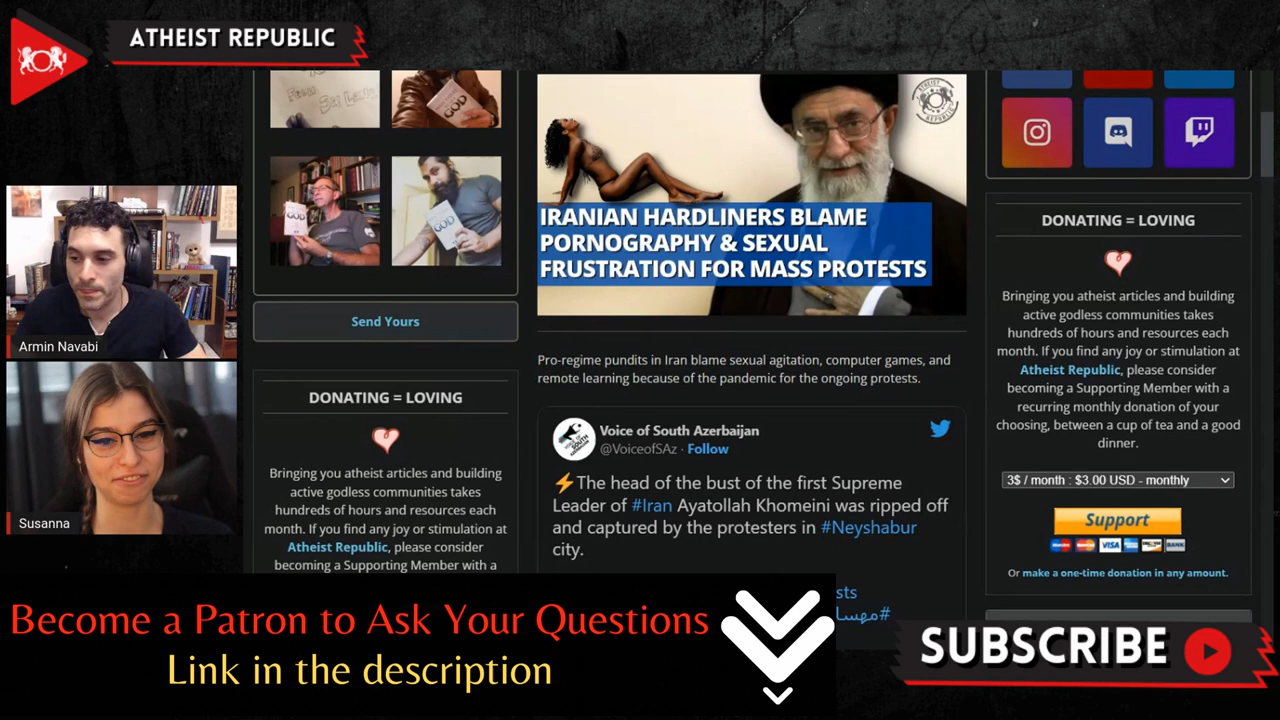 ATHEIST REPUBLIC
Armin Navabi
Susanna
GOD
GOD
GOD
Send Yours
DONATING = LOVING
Bringing you atheist articles and building
active godless communities takes
hundreds of hours and resources each
month. If you find any joy or stimulation at
Atheist Republic, please consider
becoming a Supporting Member with a
IRANIAN HARDLINERS BLAME
PORNOGRAPHY & SEXUAL
FRUSTRATION FOR MASS PROTESTS
Pro-regime pundits in Iran blame sexual agitation, computer games, and
remote learning because of the pandemic for the ongoing protests.
Voice of South Azerbaijan
@VoiceofSAz · Follow
⚡The head of the bust of the first Supreme
Leader of #Iran Ayatollah Khomeini was ripped off
and captured by the protesters in #Neyshabur
city.
sts
DONATING = LOVING
Bringing you atheist articles and building
active godless communities takes
hundreds of hours and resources each
month. If you find any joy or stimulation at
Atheist Republic, please consider
becoming a Supporting Member with a
recurring monthly donation of your
choosing, between a cup of tea and a good
dinner.
3$ / month : $3.00 USD - monthly
Support
VISA
BANK
Or make a one-time donation in any amount.
Become a Patron to Ask Your Questions
Link in the description
SUBSCRIBE